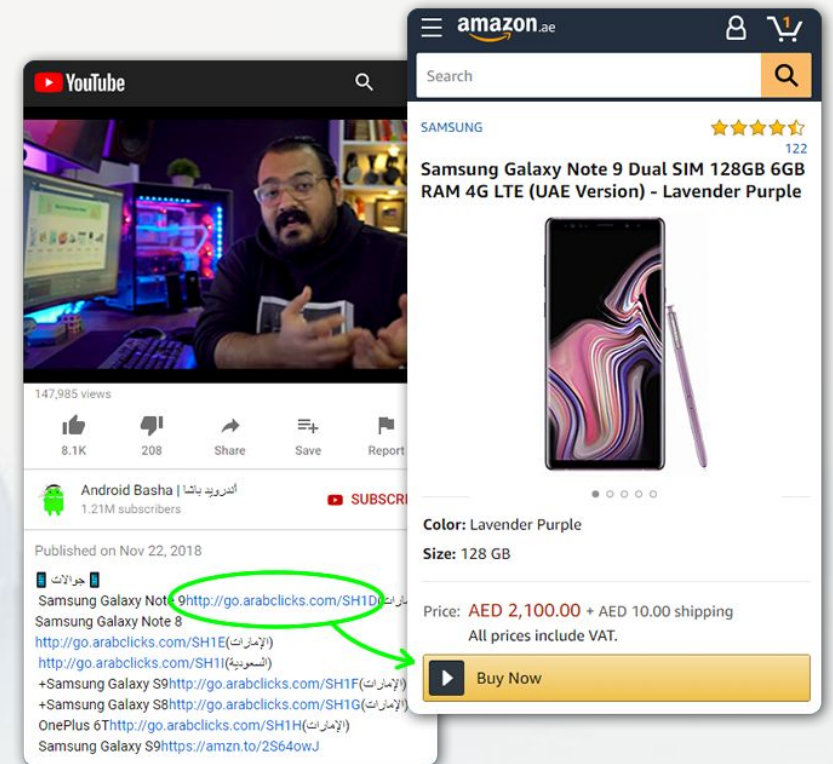 YouTube
147,985 views
8.1K
208
Share
Save
Report
Android Basha | أندرويد باشا
1.21M subscribers
SUBSCRI
Published on Nov 22, 2018
جوالات
Samsung Galaxy Note 9http://go.arabclicks.com/SH1D(
Samsung Galaxy Note 8
http://go.arabclicks.com/SH1E(الإمارات)
http://go.arabclicks.com/SH1I(السعودية)
+Samsung Galaxy S9http://go.arabclicks.com/SH1F(الإمارات)
+Samsung Galaxy S8http://go.arabclicks.com/SH1G(الإمارات)
OnePlus 6Thttp://go.arabclicks.com/SH1H(الإمارات)
Samsung Galaxy S9https://amzn.to/2S64owJ
amazon.ae
1
Search
SAMSUNG
122
Samsung Galaxy Note 9 Dual SIM 128GB 6GB
RAM 4G LTE (UAE Version) - Lavender Purple
Color: Lavender Purple
Size: 128 GB
Price: AED 2,100.00 + AED 10.00 shipping
All prices include VAT.
Buy Now